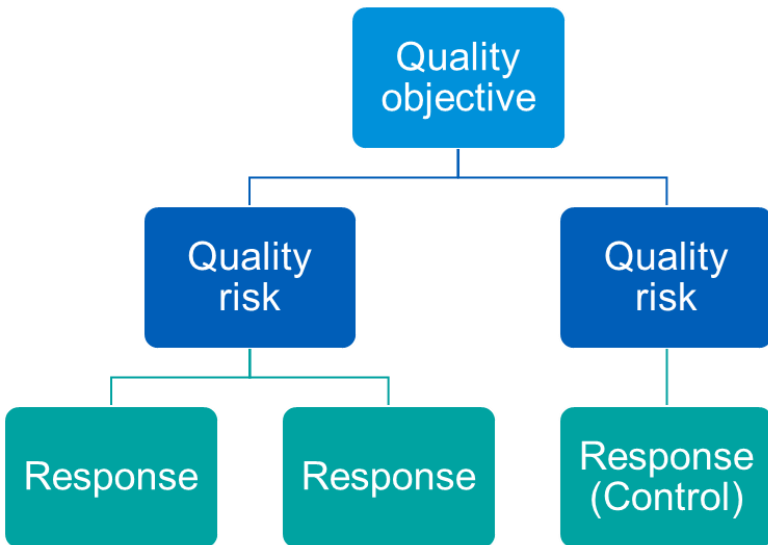 Quality
objective
Quality
risk
Quality
risk
Response
Response
Response
(Control)